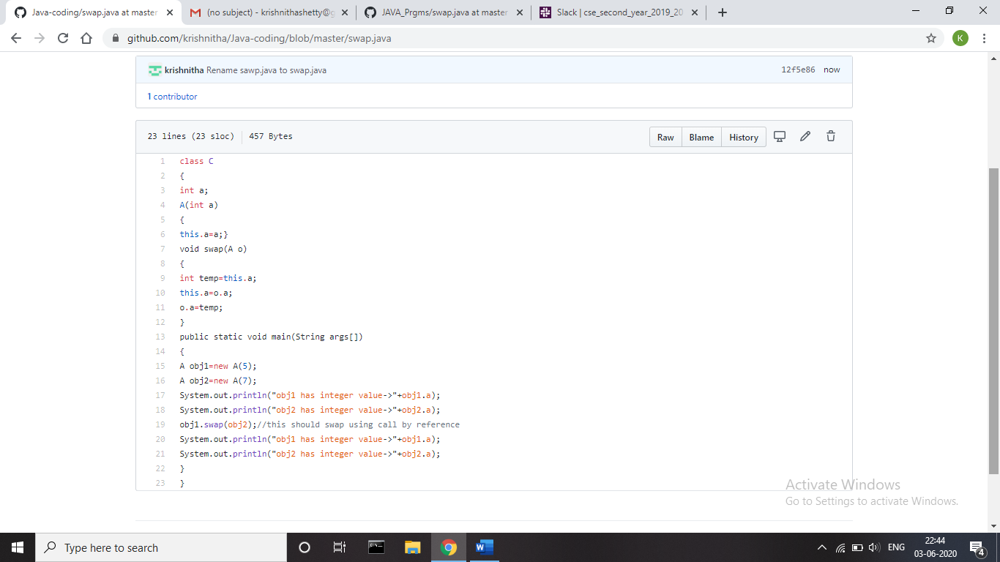 Java-coding/swap.java at master
(no subject) - krishnithashetty@g
JAVA_Prgms/swap.java at master
Slack | cse_second_year_2019_20
github.com/krishnitha/Java-coding/blob/master/swap.java
K
krishnitha Rename sawp.java to swap.java 12f5e86 now
1 contributor
23 lines (23 sloc) 457 Bytes Raw Blame History
1 class C
2 {
3 int a;
4 A(int a)
5 {
6 this.a=a;}
7 void swap(A o)
8 {
9 int temp=this.a;
10 this.a=o.a;
11 o.a=temp;
12 }
13 public static void main(String args[])
14 {
15 A obj1=new A(5);
16 A obj2=new A(7);
17 System.out.println("obj1 has integer value->"+obj1.a);
18 System.out.println("obj2 has integer value->"+obj2.a);
19 obj1.swap(obj2);//this should swap using call by reference
20 System.out.println("obj1 has integer value->"+obj1.a);
21 System.out.println("obj2 has integer value->"+obj2.a);
22 }
23 }
Activate Windows
Go to Settings to activate Windows.
Type here to search
ENG
22:44
03-06-2020
4